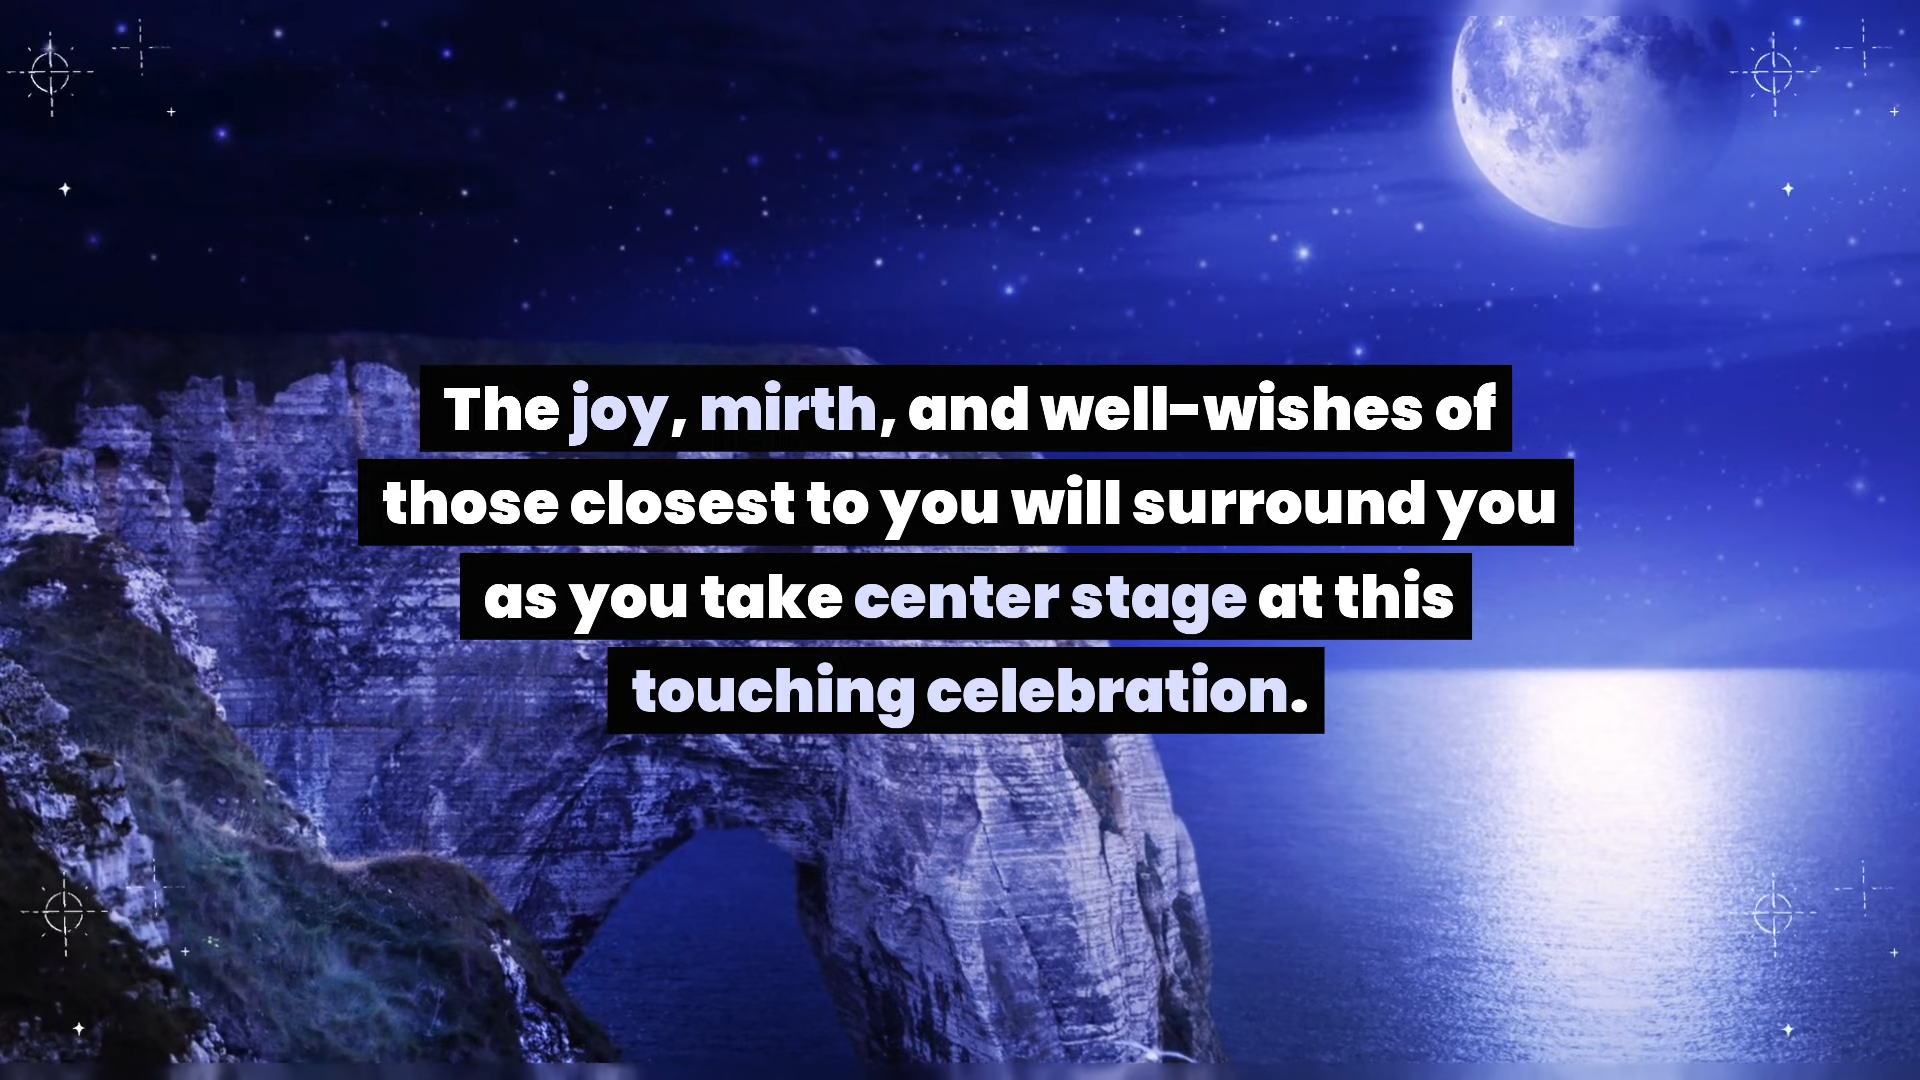 The joy, mirth, and well-wishes of
those closest to you will surround you
as you take center stage at this
touching celebration.